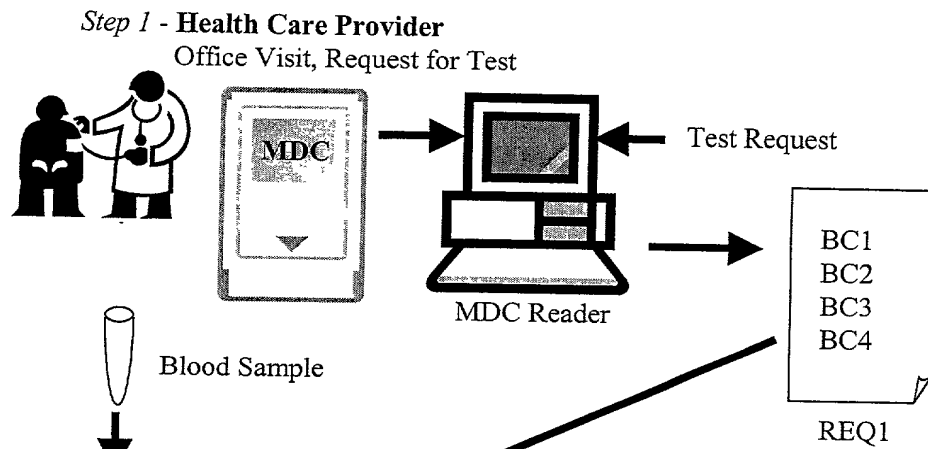 Step 1 - Health Care Provider
Office Visit, Request for Test
MDC
Test Request
MDC Reader
BC1
BC2
BC3
BC4
REQ1
Blood Sample